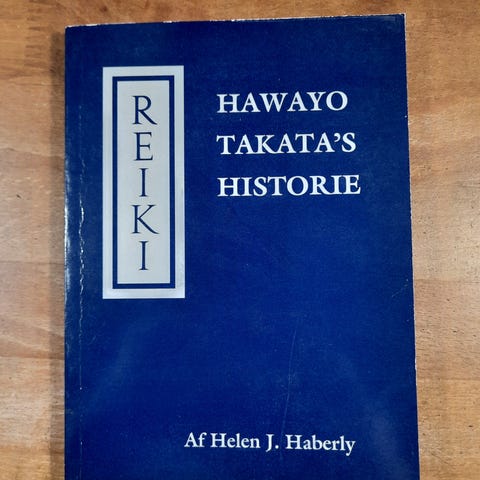 REIKI
HAWAYO
TAKATA'S
HISTORIE
Af Helen J. Haberly